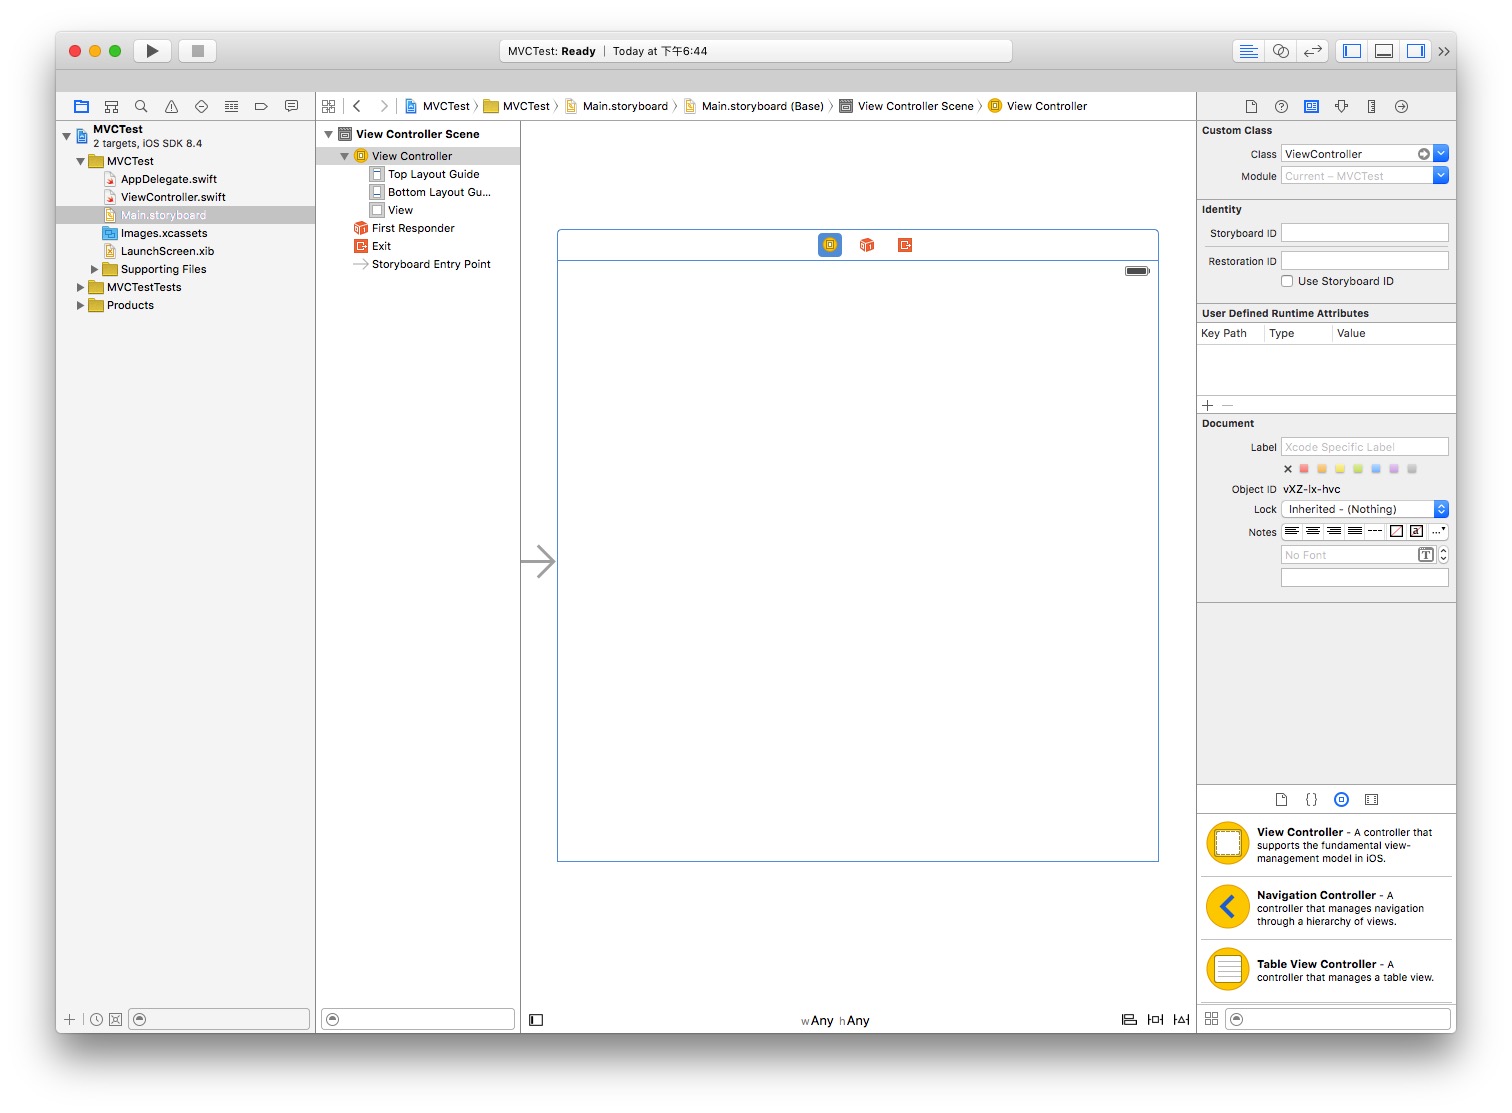 MVCTest: Ready | Today at 下午6:44
MVCTest
MVCTest
Main.storyboard
Main.storyboard (Base)
View Controller Scene
View Controller
MVCTest
2 targets, iOS SDK 8.4
MVCTest
AppDelegate.swift
ViewController.swift
Main.storyboard
Images.xcassets
LaunchScreen.xib
Supporting Files
MVCTestTests
Products
View Controller Scene
View Controller
Top Layout Guide
Bottom Layout Gu...
View
First Responder
Exit
Storyboard Entry Point
wAny hAny
Custom Class
Class ViewController
Module Current – MVCTest
Identity
Storyboard ID
Restoration ID
Use Storyboard ID
User Defined Runtime Attributes
Key Path Type Value
Document
Label Xcode Specific Label
Object ID vXZ-lx-hvc
Lock Inherited - (Nothing)
Notes
No Font
View Controller - A controller that
supports the fundamental view-
management model in iOS.
Navigation Controller - A
controller that manages navigation
through a hierarchy of views.
Table View Controller - A
controller that manages a table view.